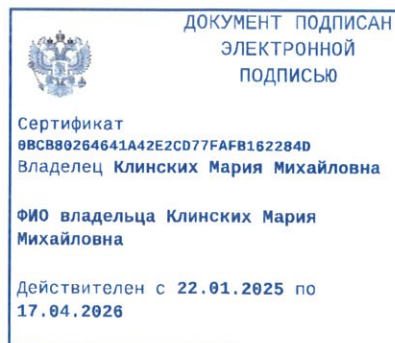 ДОКУМЕНТ ПОДПИСАН
ЭЛЕКТРОННОЙ
ПОДПИСЬЮ
Сертификат
0BCB80264641A42E2CD77FAFB162284D
Владелец Клинских Мария Михайловна
ФИО владельца Клинских Мария
Михайловна
Действителен с 22.01.2025 по
17.04.2026